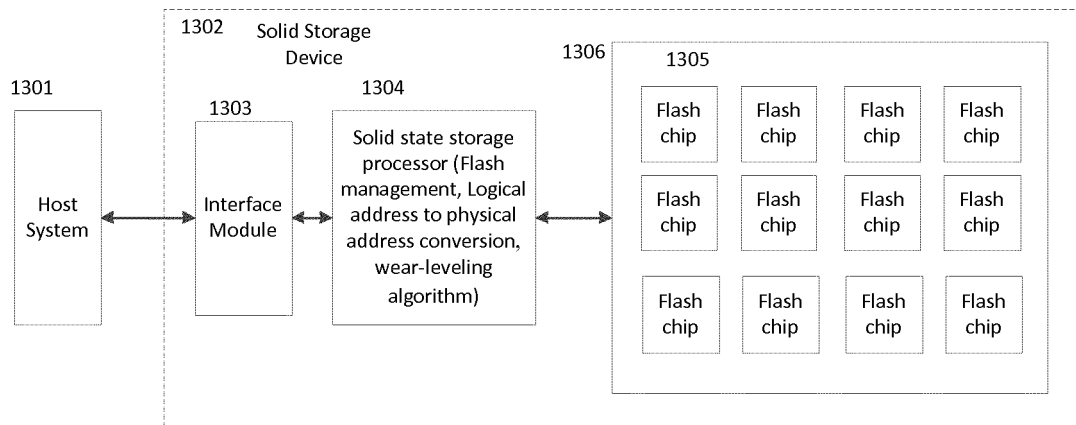 1302
Solid Storage
Device
1306
1305
1301
1303
1304
Host
System
Interface
Module
Solid state storage
processor (Flash
management, Logical
address to physical
address conversion,
wear-leveling
algorithm)
Flash
chip
Flash
chip
Flash
chip
Flash
chip
Flash
chip
Flash
chip
Flash
chip
Flash
chip
Flash
chip
Flash
chip
Flash
chip
Flash
chip